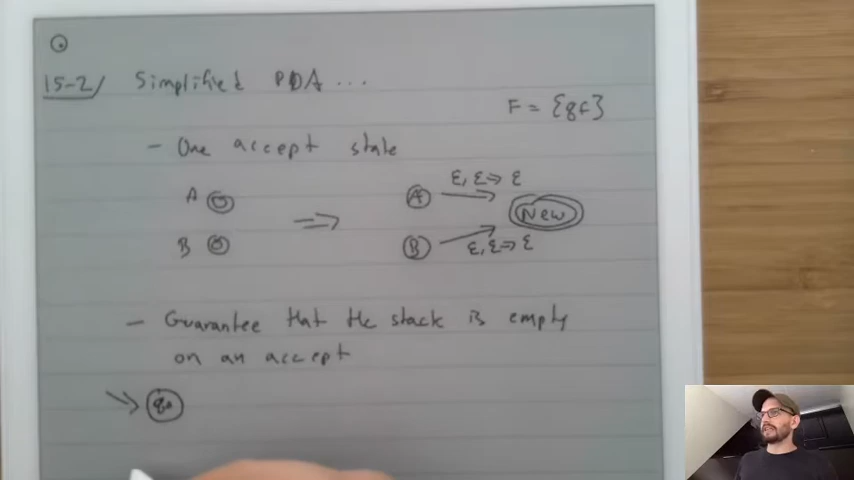 15-2/ Simplified PDA ...
F = {qf}
- One accept state
A ⇒ A ε, ε → ε New
B B ε, ε → ε
- Guarantee that the stack is empty
on an accept
q0